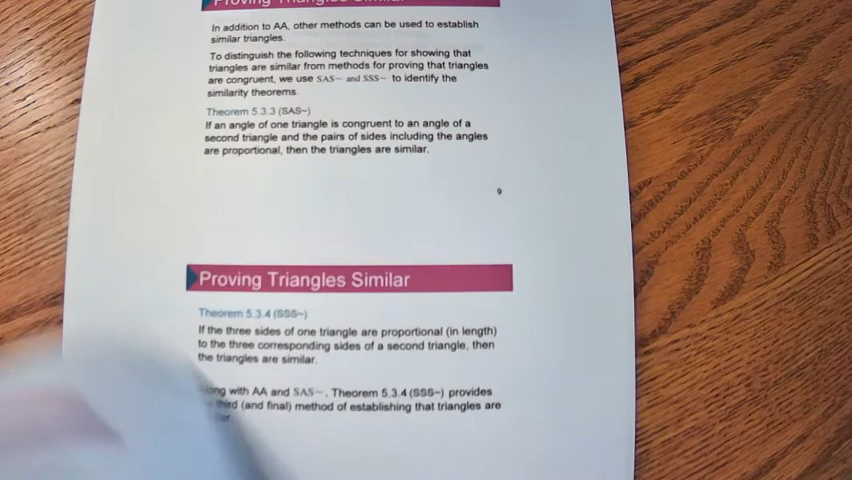 Proving Triangles Similar
In addition to AA, other methods can be used to establish
similar triangles.
To distinguish the following techniques for showing that
triangles are similar from methods for proving that triangles
are congruent, we use SAS~ and SSS~ to identify the
similarity theorems.
Theorem 5.3.3 (SAS~)
If an angle of one triangle is congruent to an angle of a
second triangle and the pairs of sides including the angles
are proportional, then the triangles are similar.
9
Proving Triangles Similar
Theorem 5.3.4 (SSS~)
If the three sides of one triangle are proportional (in length)
to the three corresponding sides of a second triangle, then
the triangles are similar.
with AA and SAS~, Theorem 5.3.4 (SSS~) provides
third (and final) method of establishing that triangles are